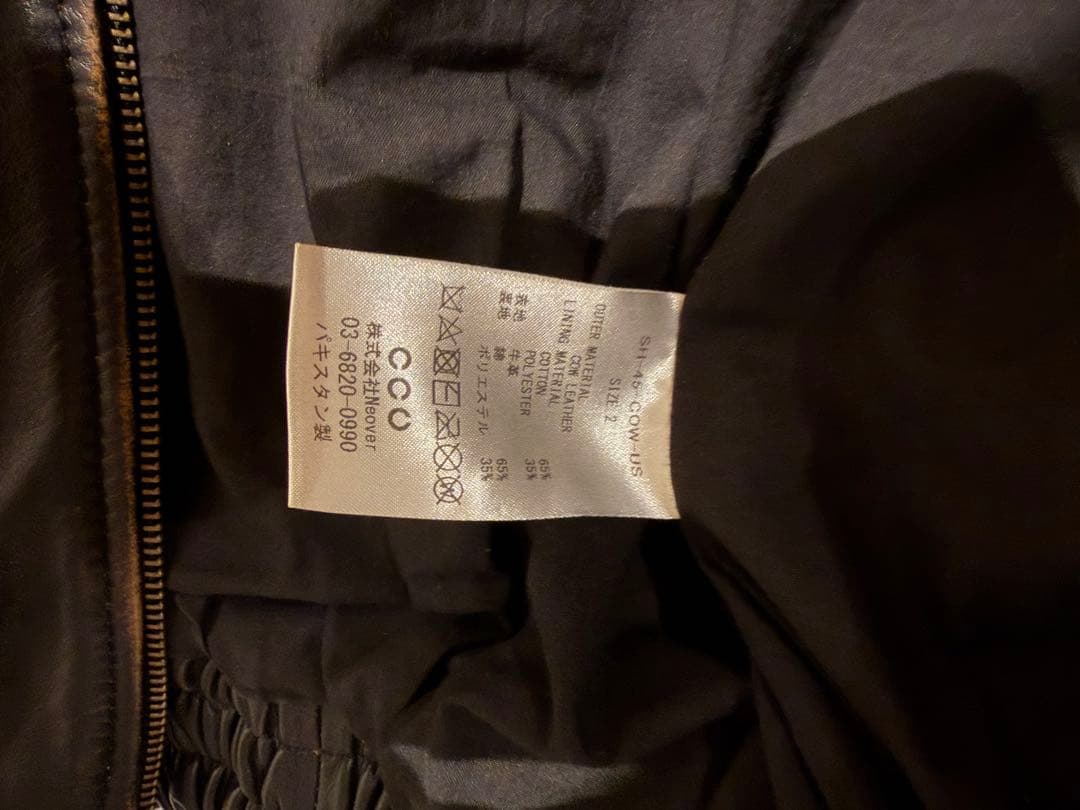 SH-45-COW-US
SIZE 2
OUTER MATERIAL
COW LEATHER
LINING MATERIAL
COTTON 65%
POLYESTER 35%
表地 牛革
裏地 綿 65%
ポリエステル 35%
CCO
株式会社Neover
03-6820-0990
パキスタン製